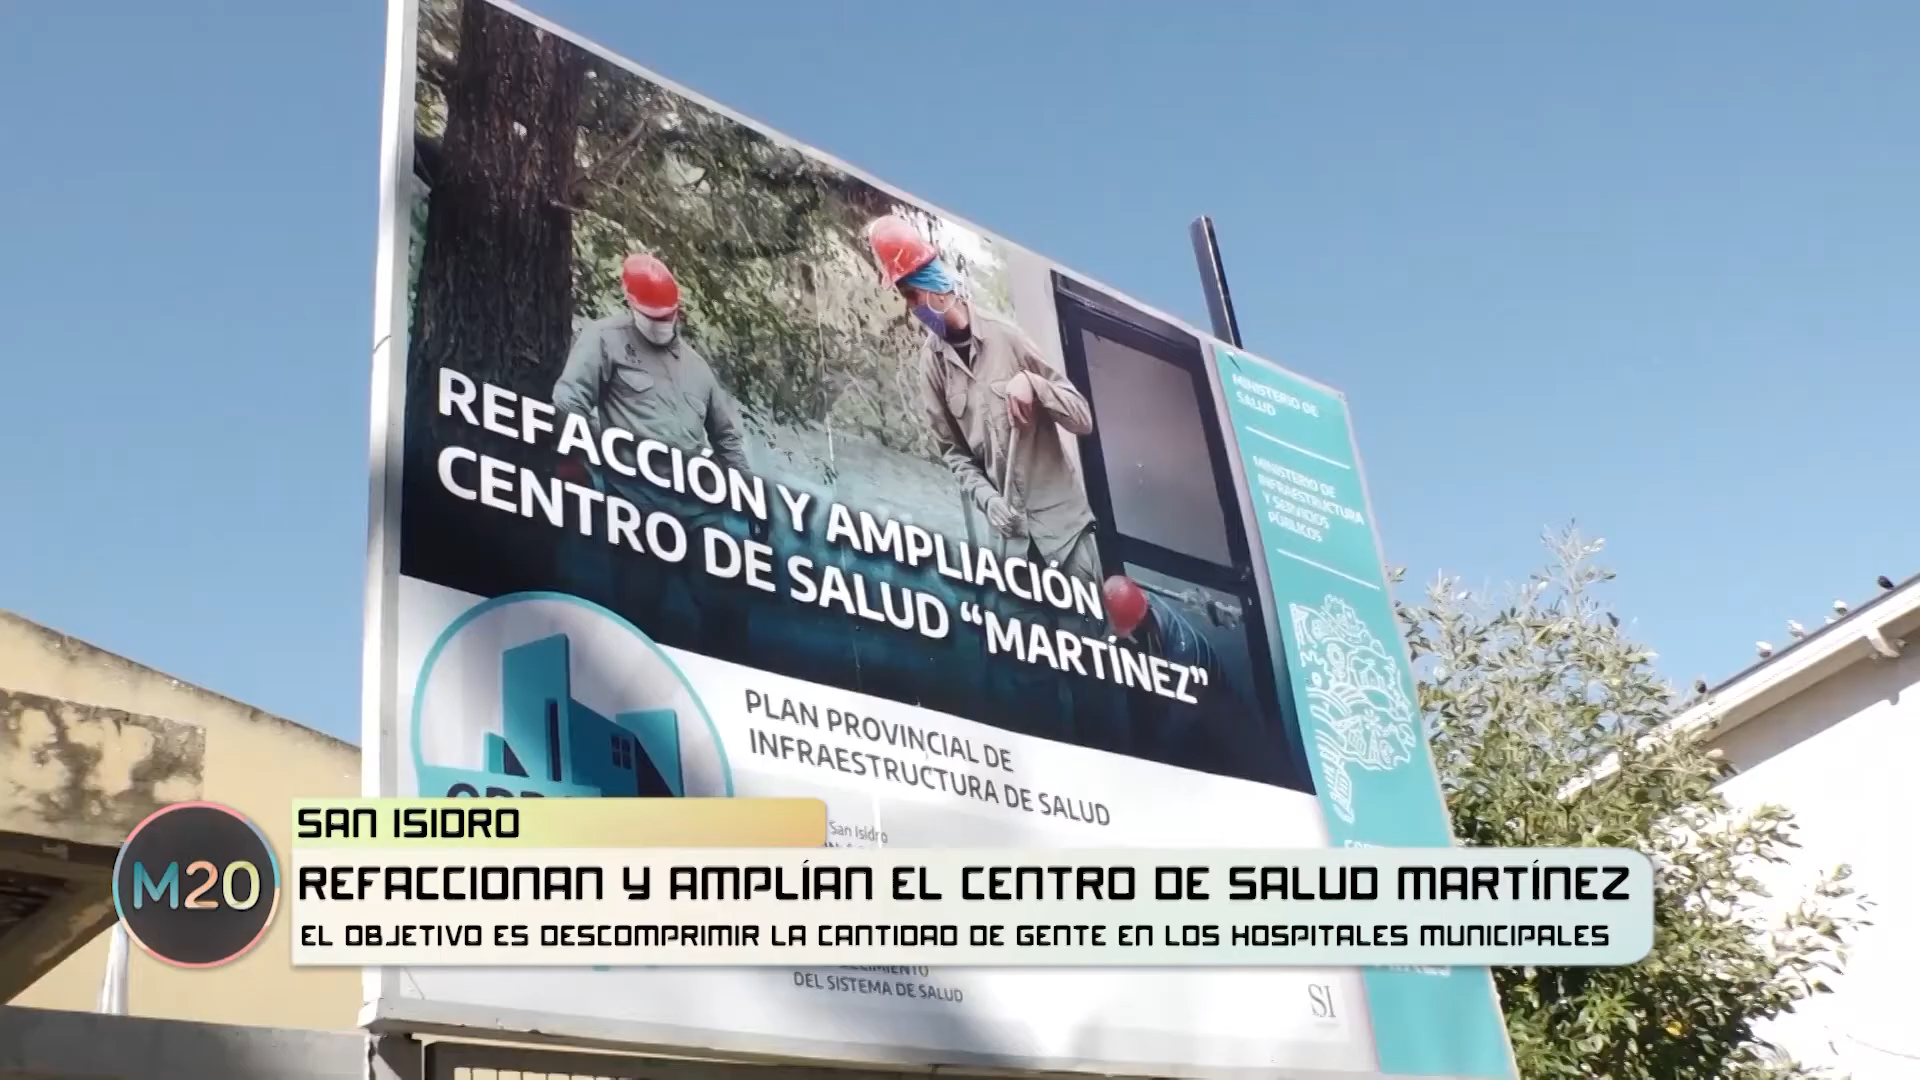 REFACCIÓN Y AMPLIACIÓN
CENTRO DE SALUD “MARTÍNEZ”
PLAN PROVINCIAL DE
INFRAESTRUCTURA DE SALUD
San Isidro
MINISTERIO DE
SALUD
MINISTERIO DE
INFRAESTRUCTURA
Y SERVICIOS
PÚBLICOS
DEL SISTEMA DE SALUD
SI
M20
SAN ISIDRO
REFACCIONAN Y AMPLÍAN EL CENTRO DE SALUD MARTÍNEZ
EL OBJETIVO ES DESCOMPRIMIR LA CANTIDAD DE GENTE EN LOS HOSPITALES MUNICIPALES